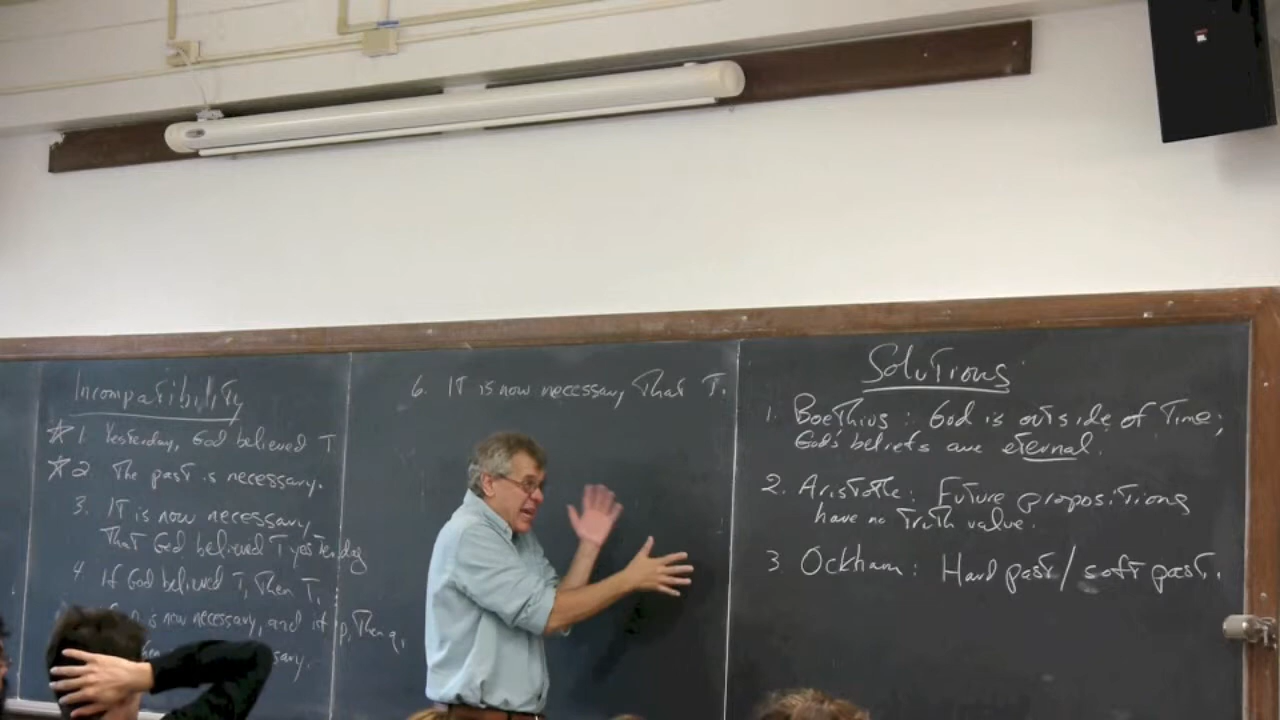 Incompatibility
☆ 1. Yesterday, God believed T
☆ 2 The past is necessary.
3. IT is now necessary
That God believed T yesterday
4 If God believed T, Then T.
is now necessary, and if p, Then q,
6. IT is now necessary That T.
Solutions
1. Boethius: God is outside of Time;
God's beliefs are eternal.
2. Aristotle: Future propositions
have no Truth value.
3 Ockham: Hard past/soft past.